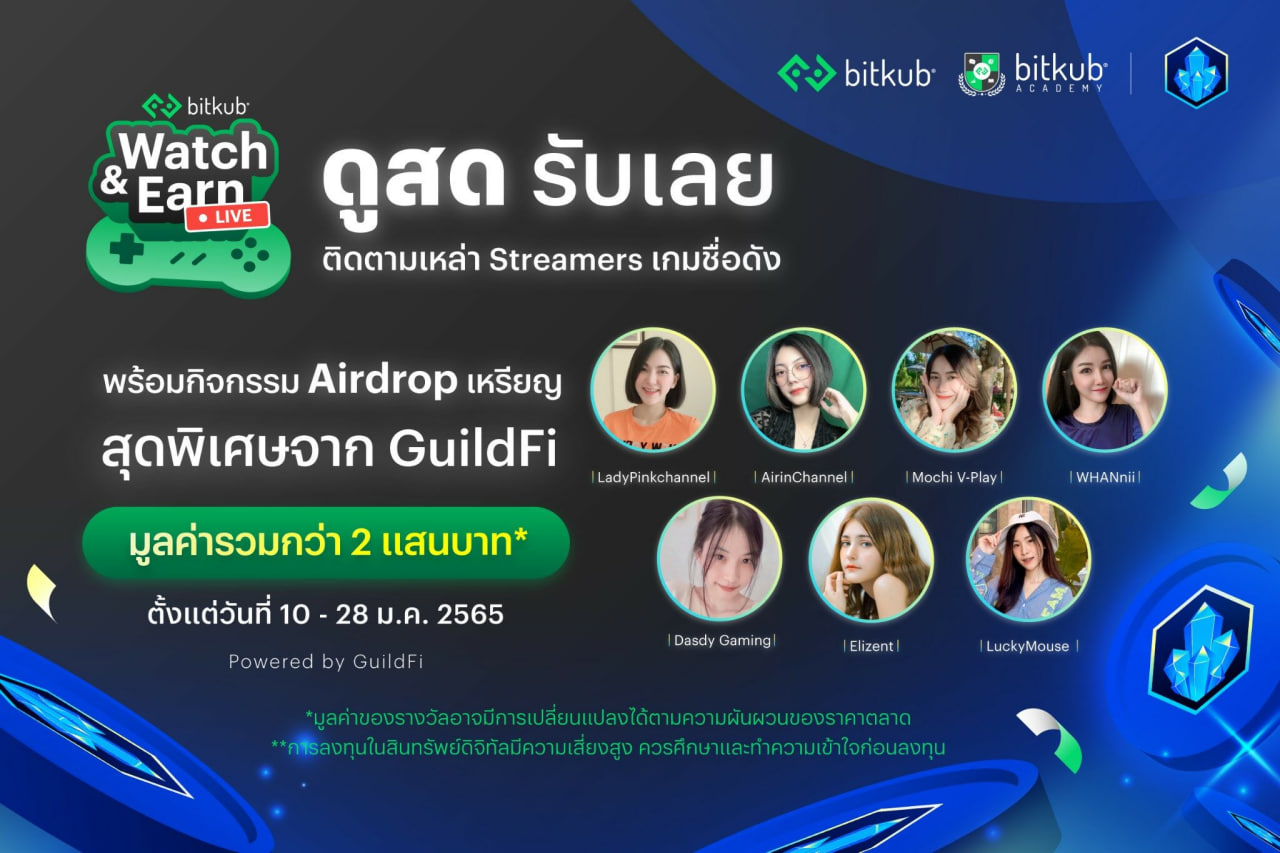 bitkub
bitkub
ACADEMY
bitkub
Watch
& Earn
LIVE
ดูสด รับเลย
ติดตามเหล่า Streamers เกมชื่อดัง
พร้อมกิจกรรม Airdrop เหรียญ
สุดพิเศษจาก GuildFi
มูลค่ารวมกว่า 2 แสนบาท*
ตั้งแต่วันที่ 10 - 28 ม.ค. 2565
Powered by GuildFi
| LadyPinkchannel |
| AirinChannel |
| Mochi V-Play |
| WHANnii |
| Dasdy Gaming |
| Elizent |
| LuckyMouse |
*มูลค่าของรางวัลอาจมีการเปลี่ยนแปลงได้ตามความผันผวนของราคาตลาด
**การลงทุนในสินทรัพย์ดิจิทัลมีความเสี่ยงสูง ควรศึกษาและทำความเข้าใจก่อนลงทุน